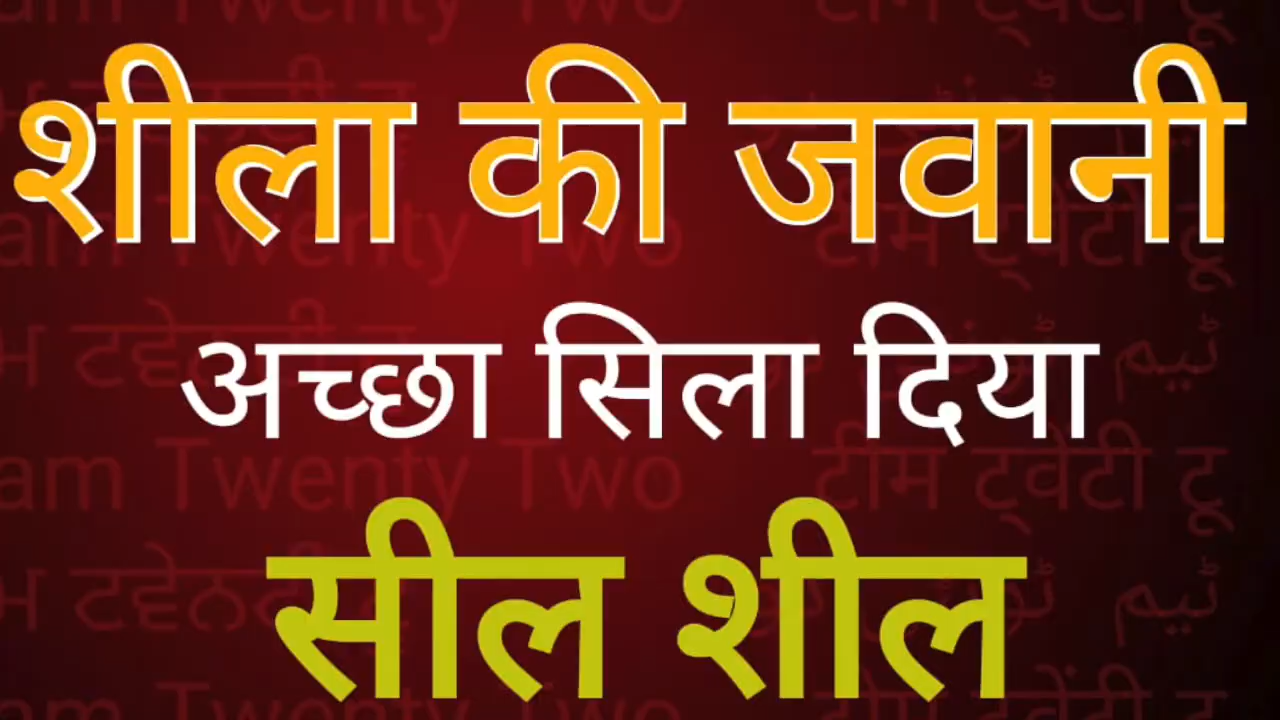 शीला की जवानी
अच्छा सिला दिया
सील शील